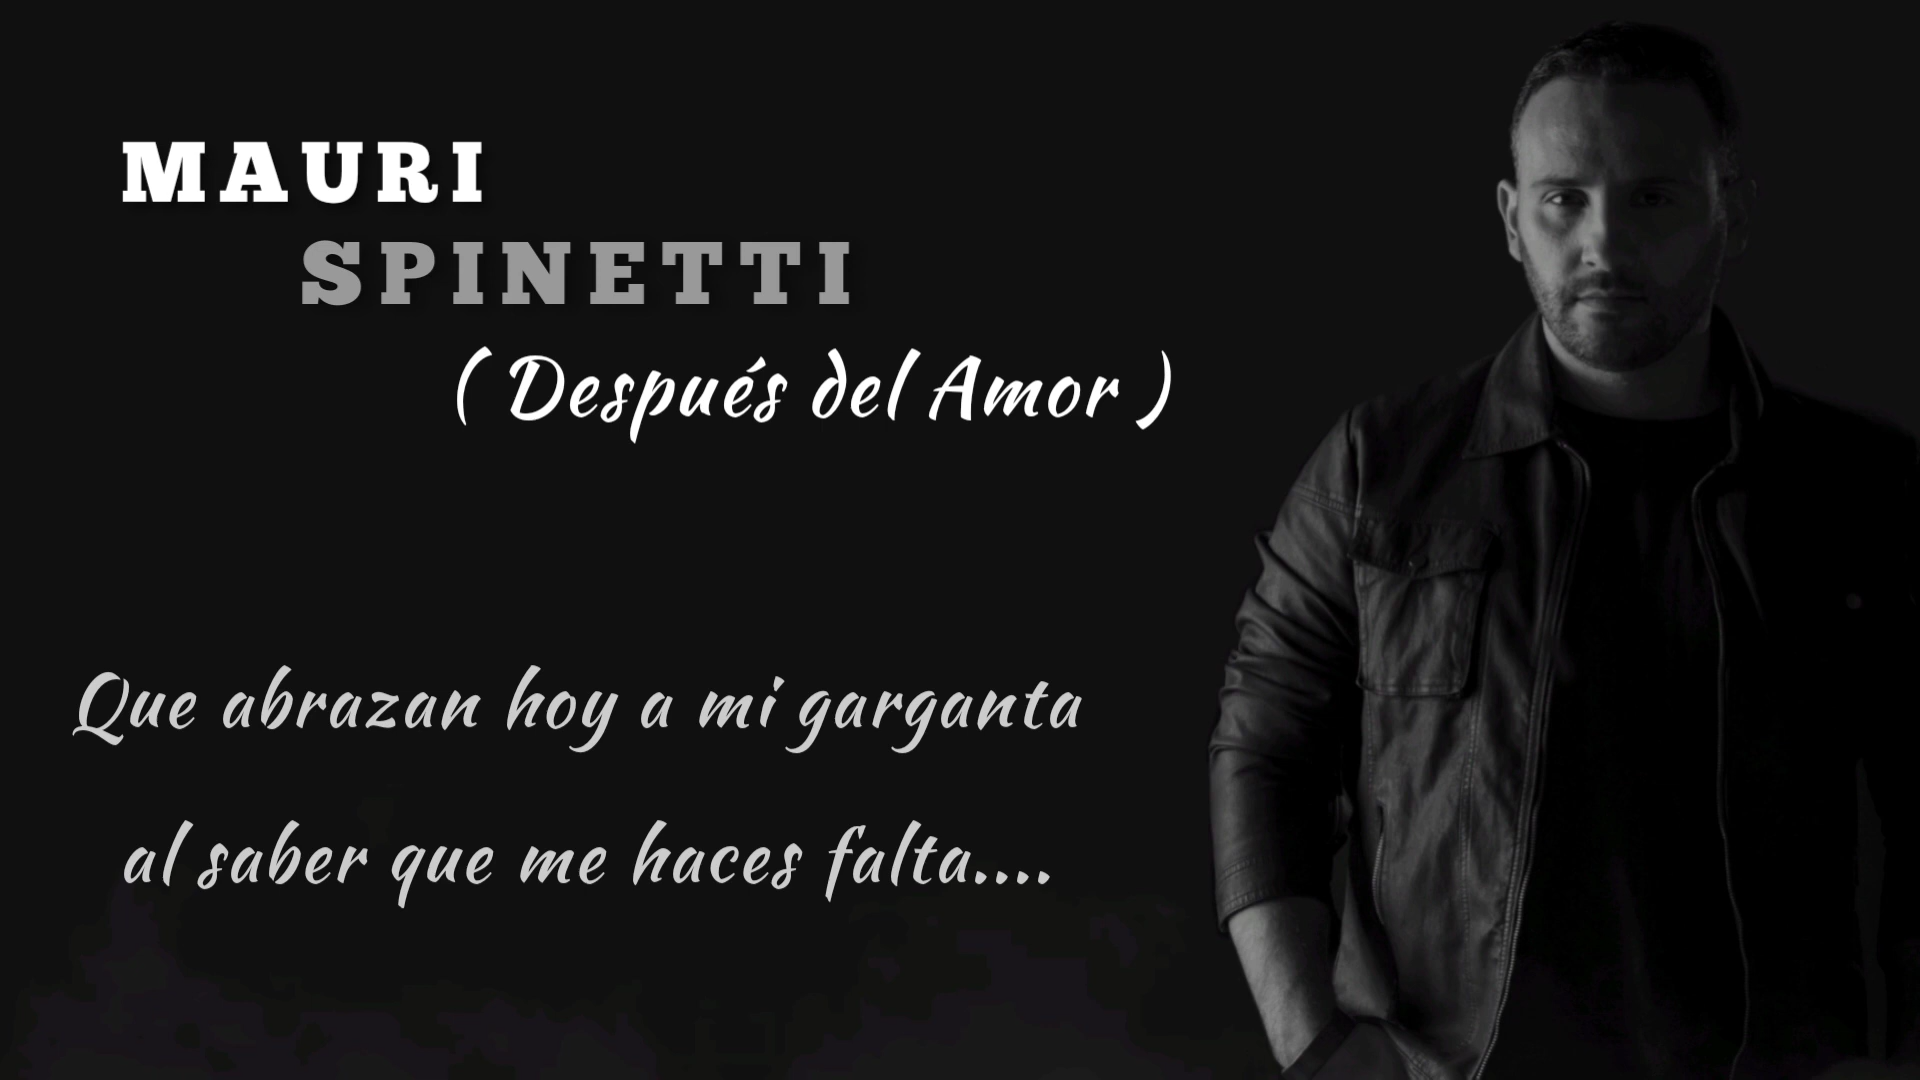 MAURI
SPINETTI
( Después del Amor )
Que abrazan hoy a mi garganta
al saber que me haces falta....